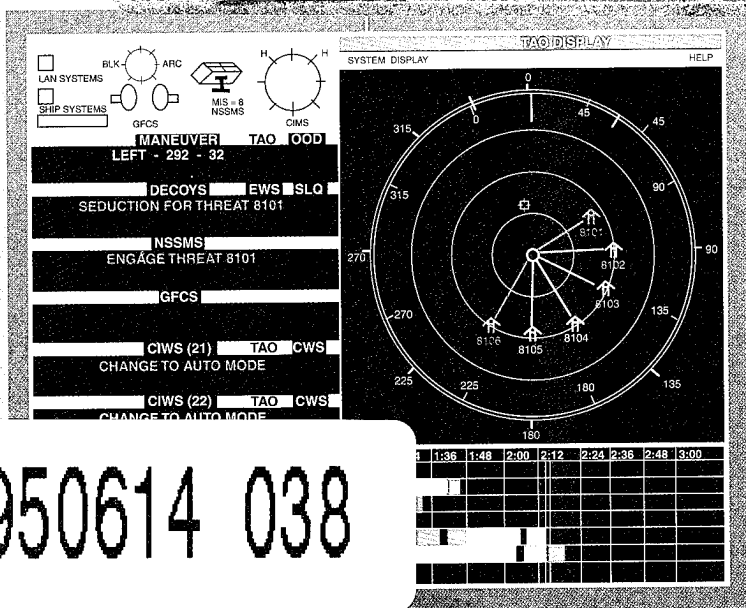 BLK ARC
H H
LAN SYSTEMS
SHIP SYSTEMS
GFCS
MIS = 8
NSSMS
CIMS
MANEUVER TAO OOD
LEFT - 292 - 32
DECOYS EWS SLQ
SEDUCTION FOR THREAT 8101
NSSMS
ENGAGE THREAT 8101
GFCS
CIWS (21) TAO CWS
CHANGE TO AUTO MODE
CIWS (22) TAO CWS
CHANGE TO AUTO MODE
TAO DISPLAY
SYSTEM DISPLAY HELP
0
0
45
45
90
90
135
135
180
180
225
225
270
270
315
315
8101
8102
8103
8104
8105
8106
4 1:36 1:48 2:00 2:12 2:24 2:36 2:48 3:00
950614 038